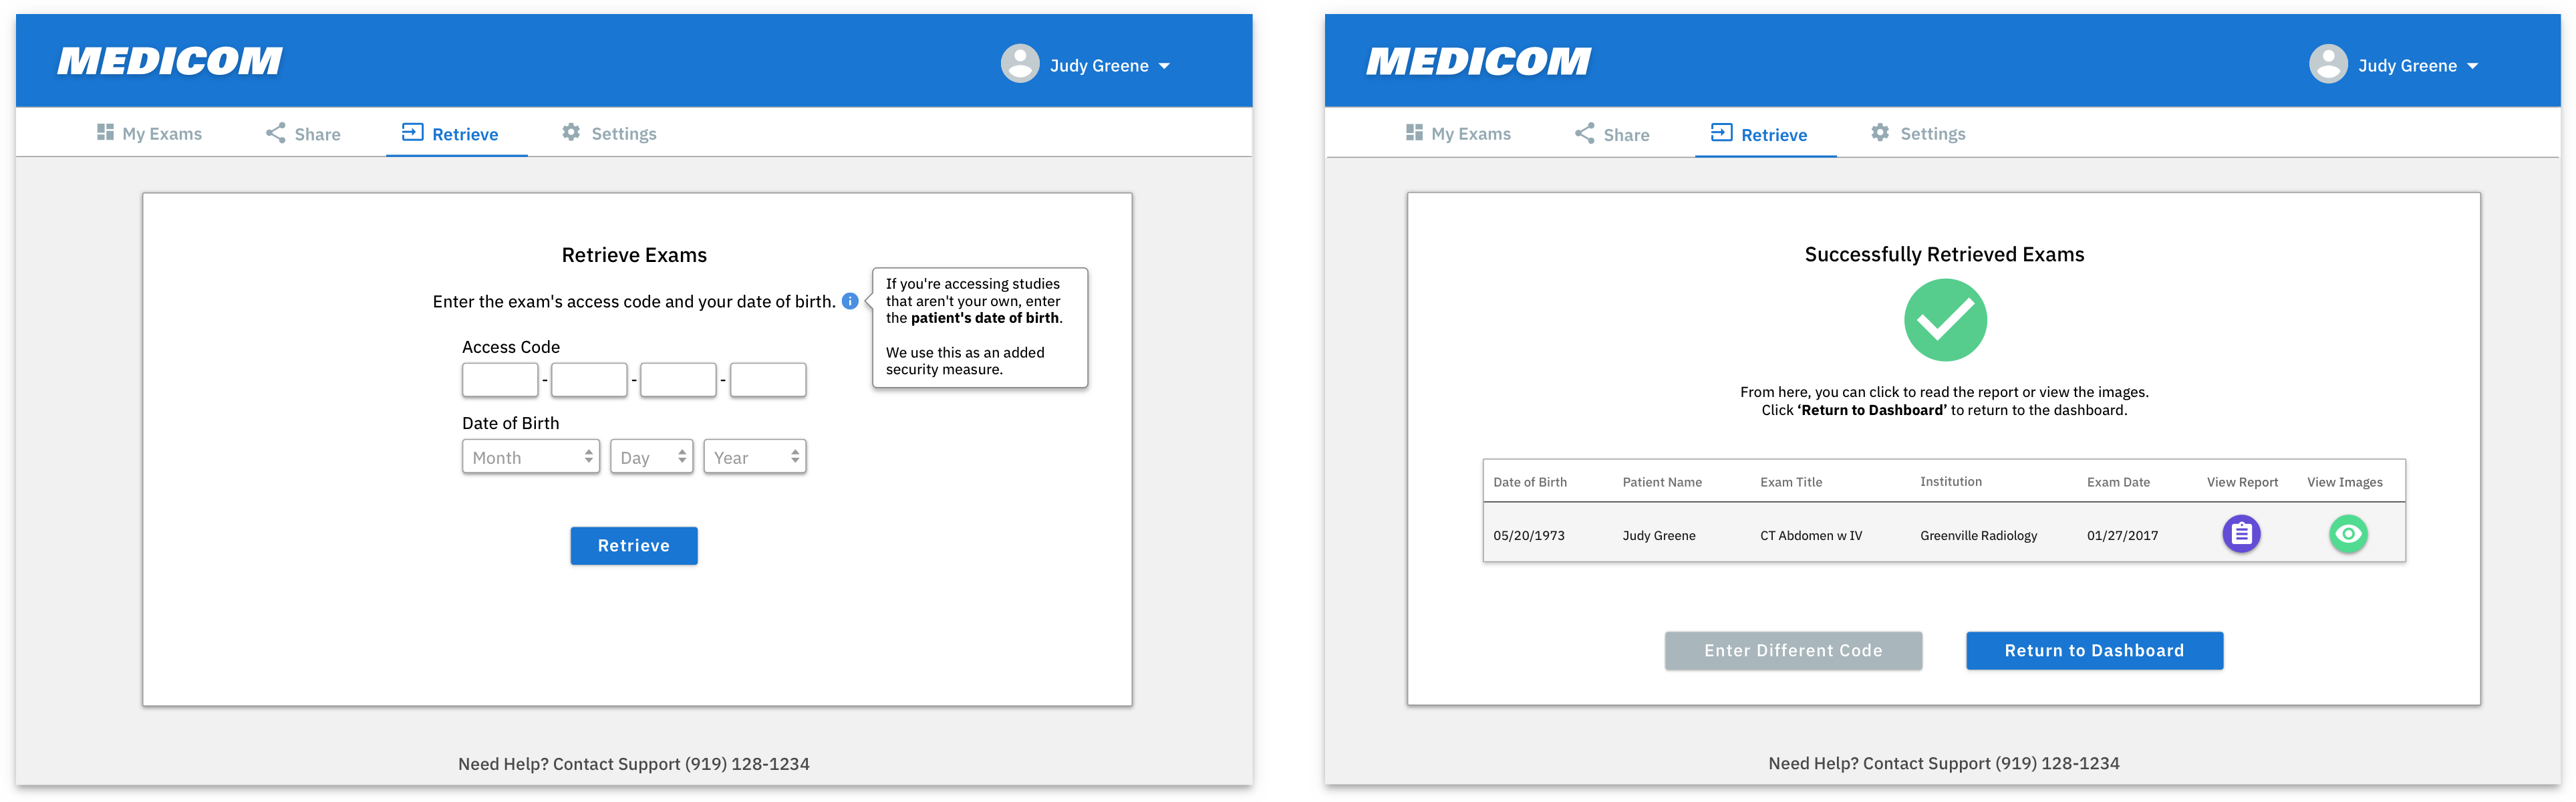 MEDICOM
Judy Greene
My Exams
Share
Retrieve
Settings
Retrieve Exams
Enter the exam's access code and your date of birth.
If you're accessing studies
that aren't your own, enter
the patient's date of birth.
We use this as an added
security measure.
Access Code
- - -
Date of Birth
Month Day Year
Retrieve
Need Help? Contact Support (919) 128-1234
MEDICOM
Judy Greene
My Exams
Share
Retrieve
Settings
Successfully Retrieved Exams
From here, you can click to read the report or view the images.
Click ‘Return to Dashboard’ to return to the dashboard.
Date of Birth Patient Name Exam Title Institution Exam Date View Report View Images
05/20/1973 Judy Greene CT Abdomen w IV Greenville Radiology 01/27/2017
Enter Different Code
Return to Dashboard
Need Help? Contact Support (919) 128-1234